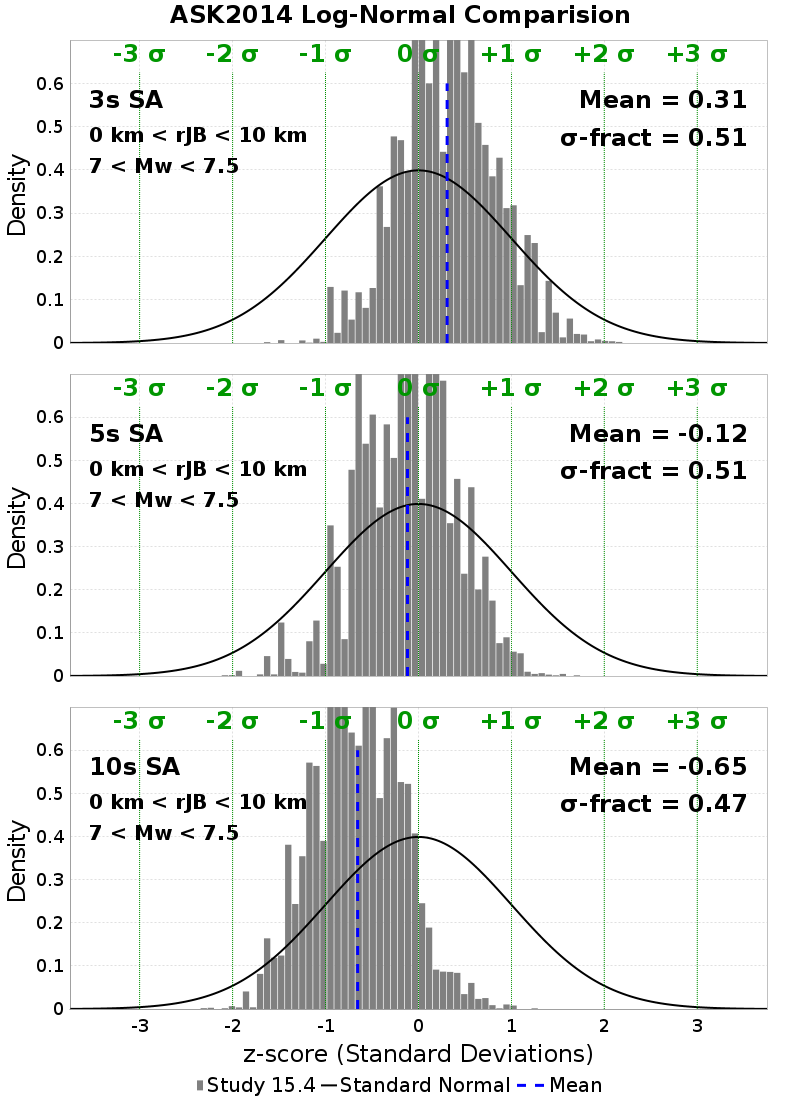 ASK2014 Log-Normal Comparision
-3 σ -2 σ -1 σ 0 σ +1 σ +2 σ +3 σ
3s SA
0 km < rJB < 10 km
7 < Mw < 7.5
Mean = 0.31
σ-fract = 0.51
Density
0.6
0.5
0.4
0.3
0.2
0.1
0
-3 σ -2 σ -1 σ 0 σ +1 σ +2 σ +3 σ
5s SA
0 km < rJB < 10 km
7 < Mw < 7.5
Mean = -0.12
σ-fract = 0.51
Density
0.6
0.5
0.4
0.3
0.2
0.1
0
-3 σ -2 σ -1 σ 0 σ +1 σ +2 σ +3 σ
10s SA
0 km < rJB < 10 km
7 < Mw < 7.5
Mean = -0.65
σ-fract = 0.47
Density
0.6
0.5
0.4
0.3
0.2
0.1
0
-3 -2 -1 0 1 2 3
z-score (Standard Deviations)
Study 15.4 Standard Normal Mean